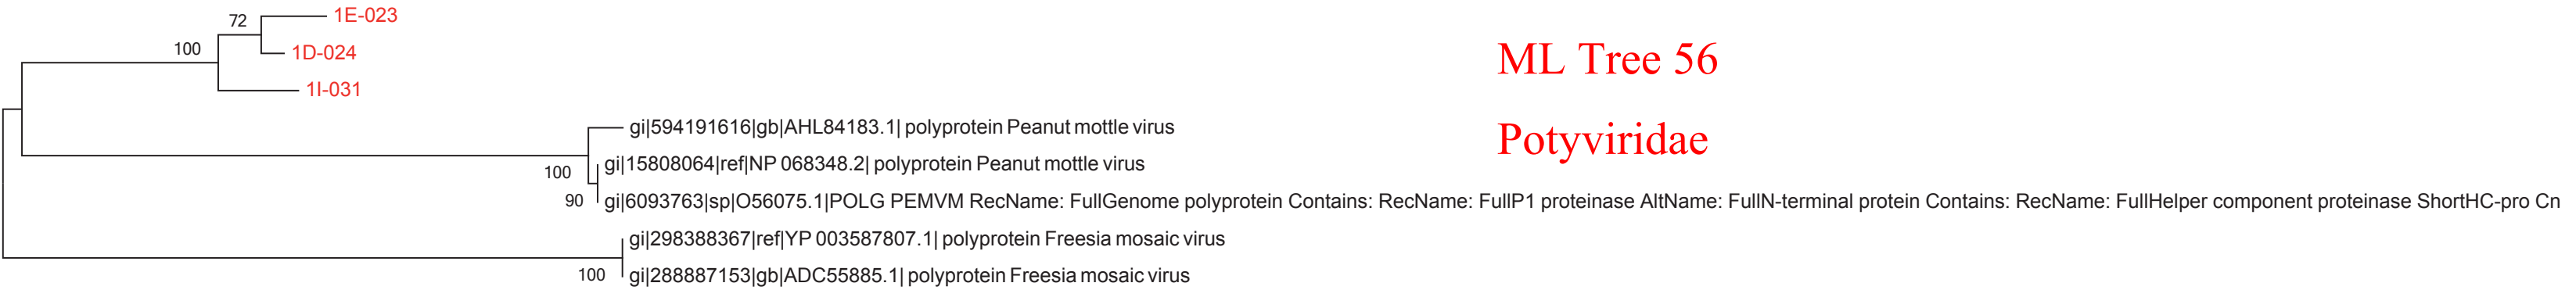 72
1E-023
100
1D-024
1I-031
ML Tree 56
Potyviridae
gi|594191616|gb|AHL84183.1| polyprotein Peanut mottle virus
gi|15808064|ref|NP 068348.2| polyprotein Peanut mottle virus
100
90
gi|6093763|sp|O56075.1|POLG PEMVM RecName: FullGenome polyprotein Contains: RecName: FullP1 proteinase AltName: FullN-terminal protein Contains: RecName: FullHelper component proteinase ShortHC-pro Cn
gi|298388367|ref|YP 003587807.1| polyprotein Freesia mosaic virus
100
gi|288887153|gb|ADC55885.1| polyprotein Freesia mosaic virus